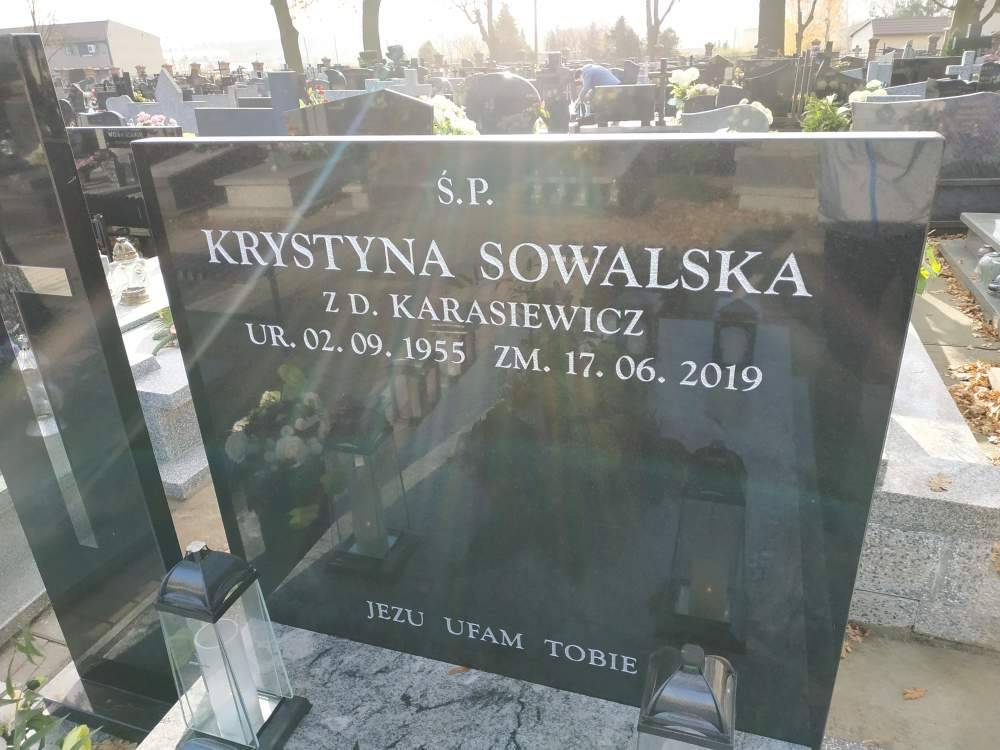 Ś.P.
KRYSTYNA SOWALSKA
Z D. KARASIEWICZ
UR. 02. 09. 1955 ZM. 17. 06. 2019
JEZU UFAM TOBIE